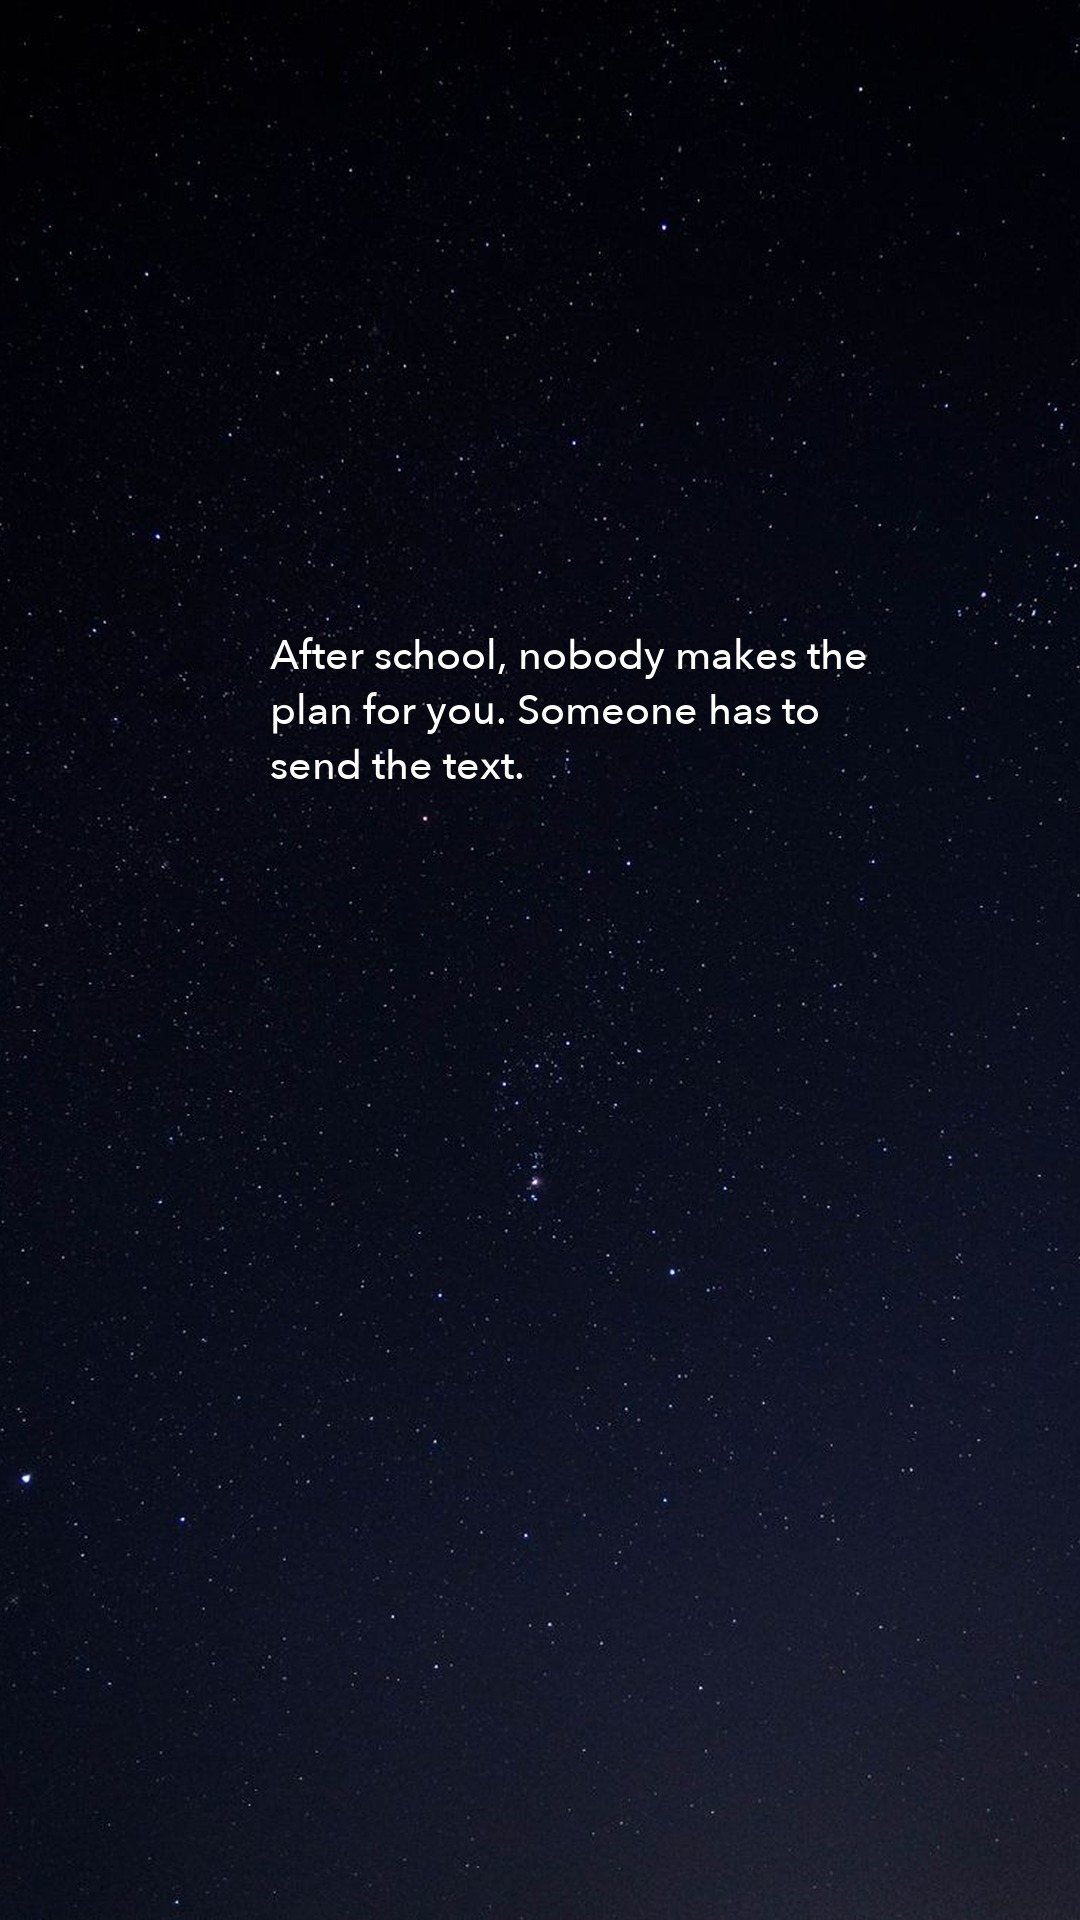 After school, nobody makes the
plan for you. Someone has to
send the text.